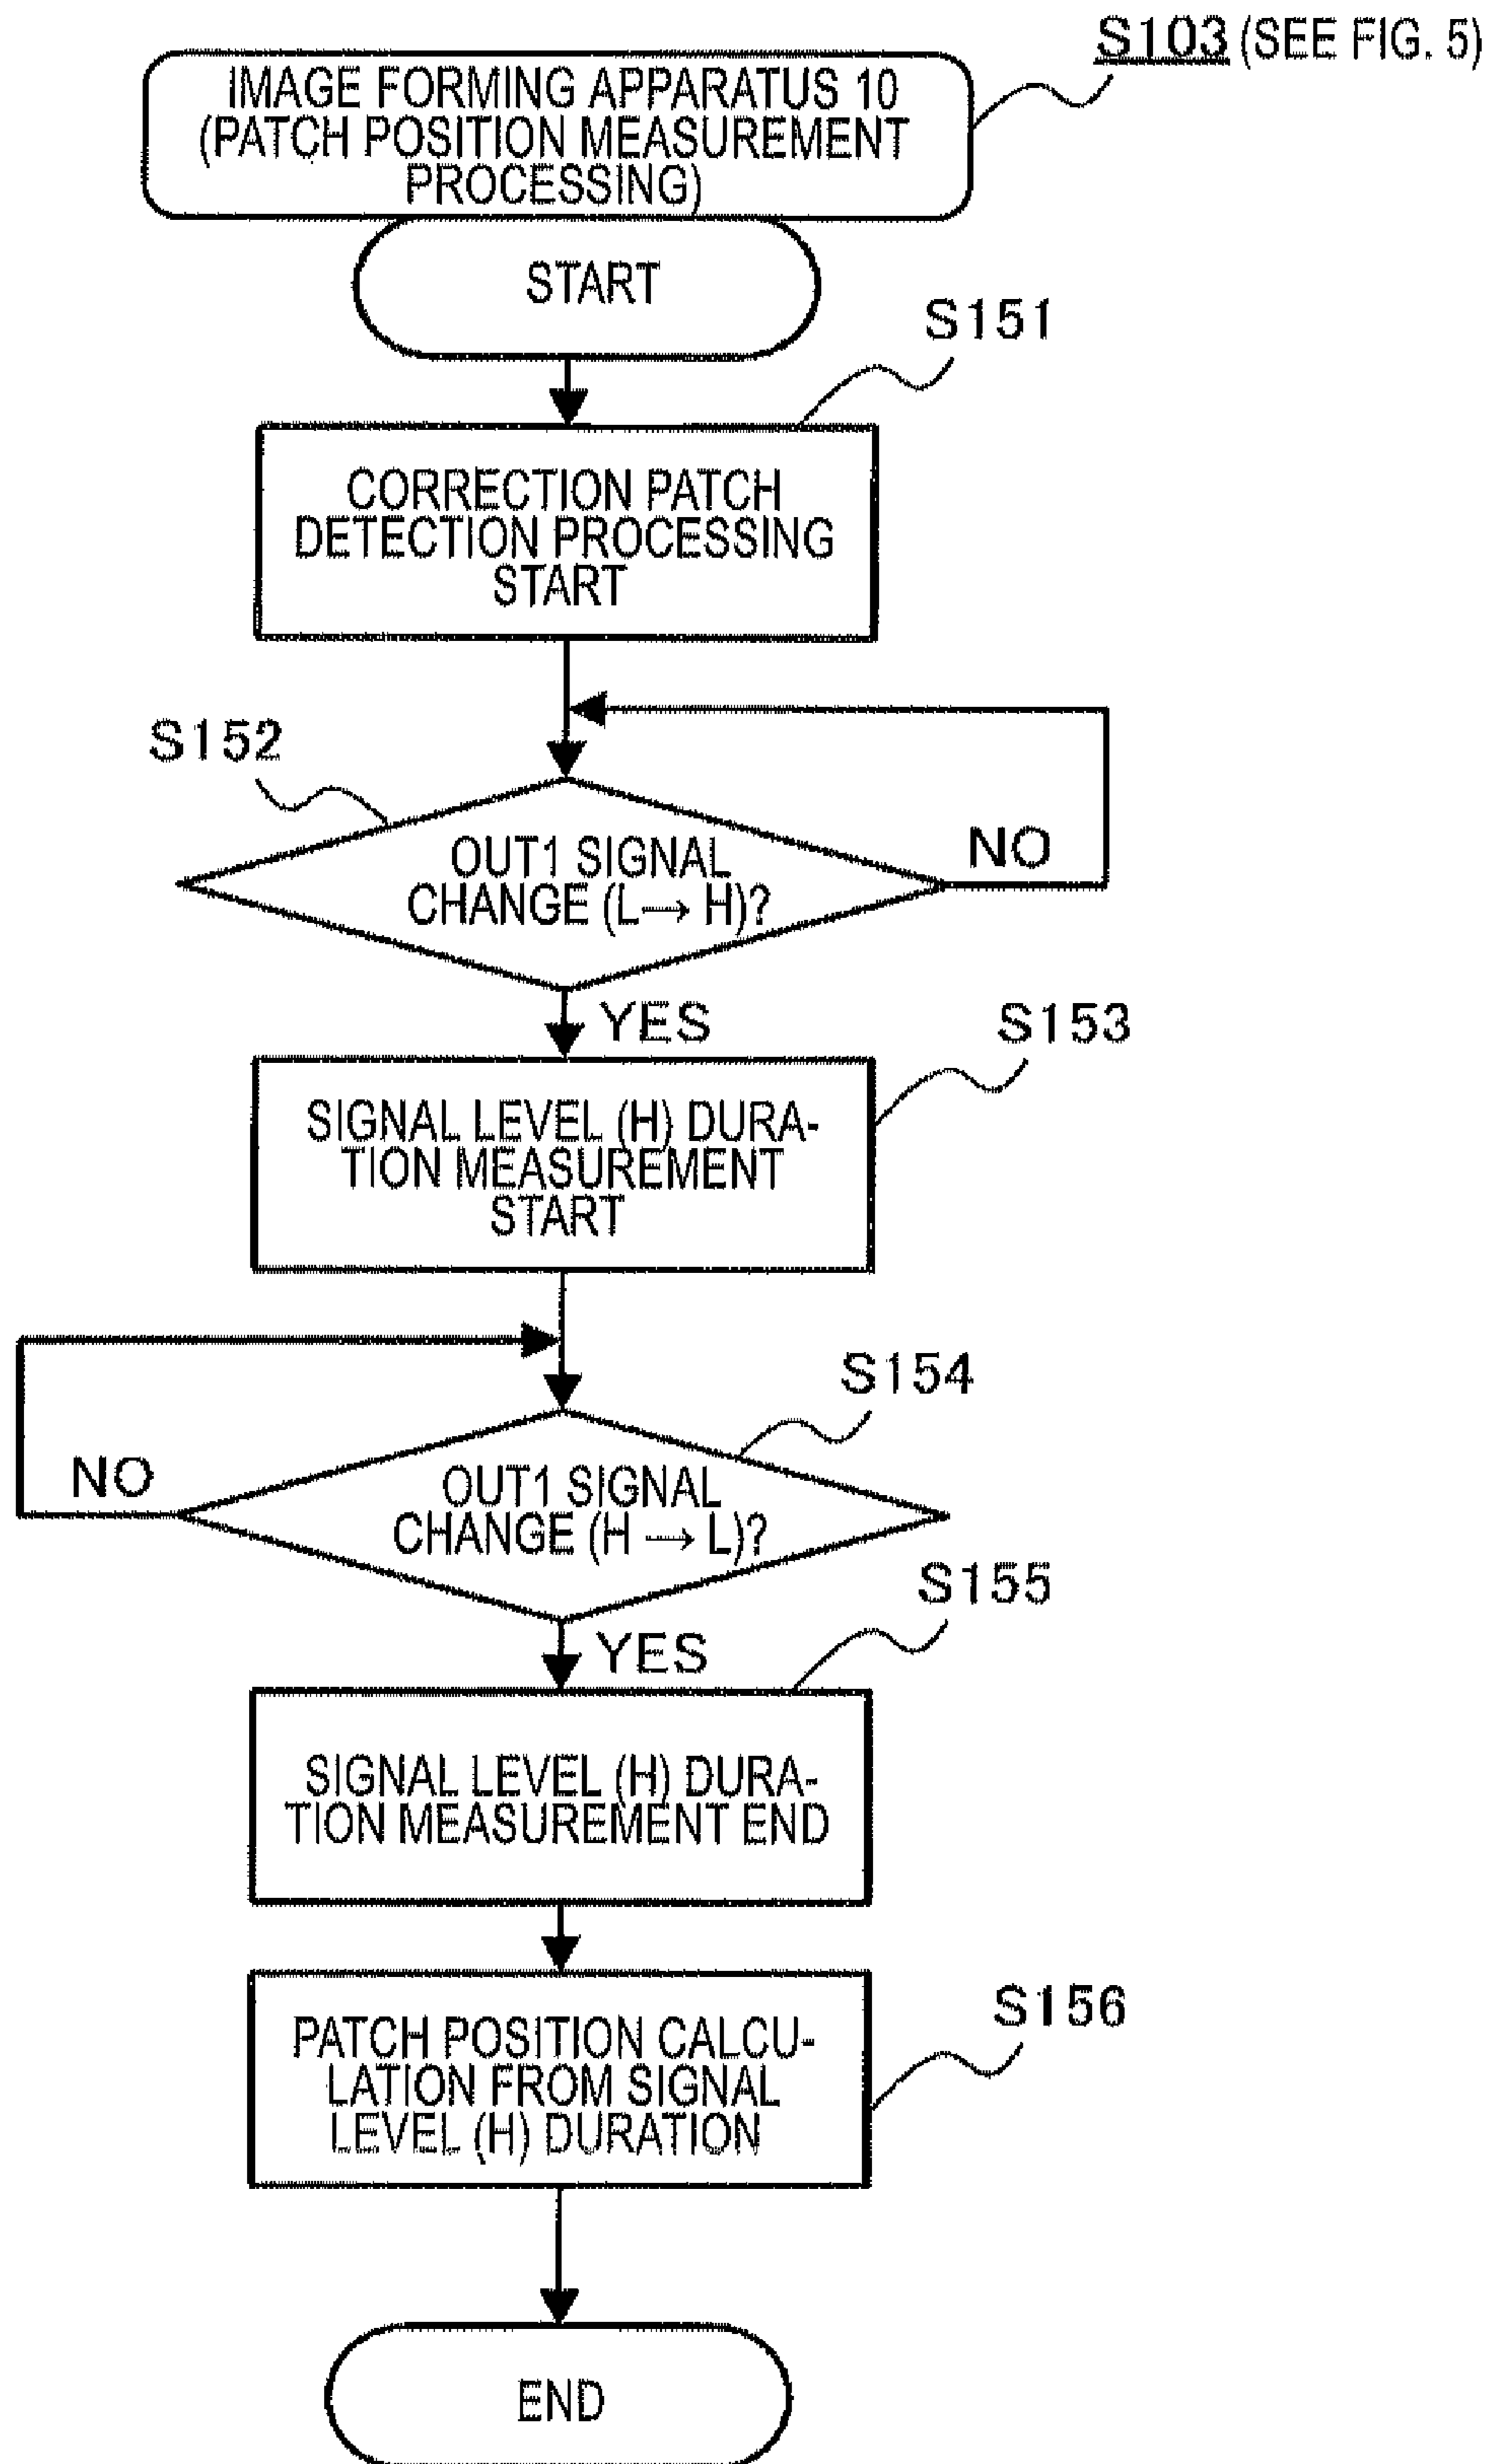 S103 (SEE FIG. 5)
IMAGE FORMING APPARATUS 10
(PATCH POSITION MEASUREMENT
PROCESSING)
START
S151
CORRECTION PATCH
DETECTION PROCESSING
START
S152
OUT1 SIGNAL
CHANGE (L→ H)?
NO
YES
S153
SIGNAL LEVEL (H) DURA-
TION MEASUREMENT
START
S154
NO
OUT1 SIGNAL
CHANGE (H → L)?
S155
YES
SIGNAL LEVEL (H) DURA-
TION MEASUREMENT END
S156
PATCH POSITION CALCU-
LATION FROM SIGNAL
LEVEL (H) DURATION
END